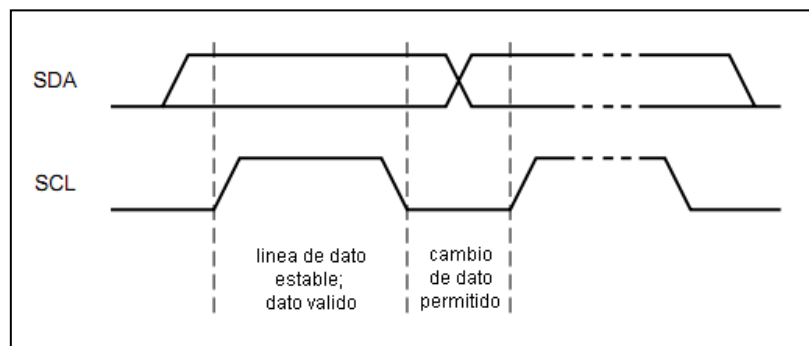 SDA
SCL
linea de dato
estable;
dato valido
cambio
de dato
permitido